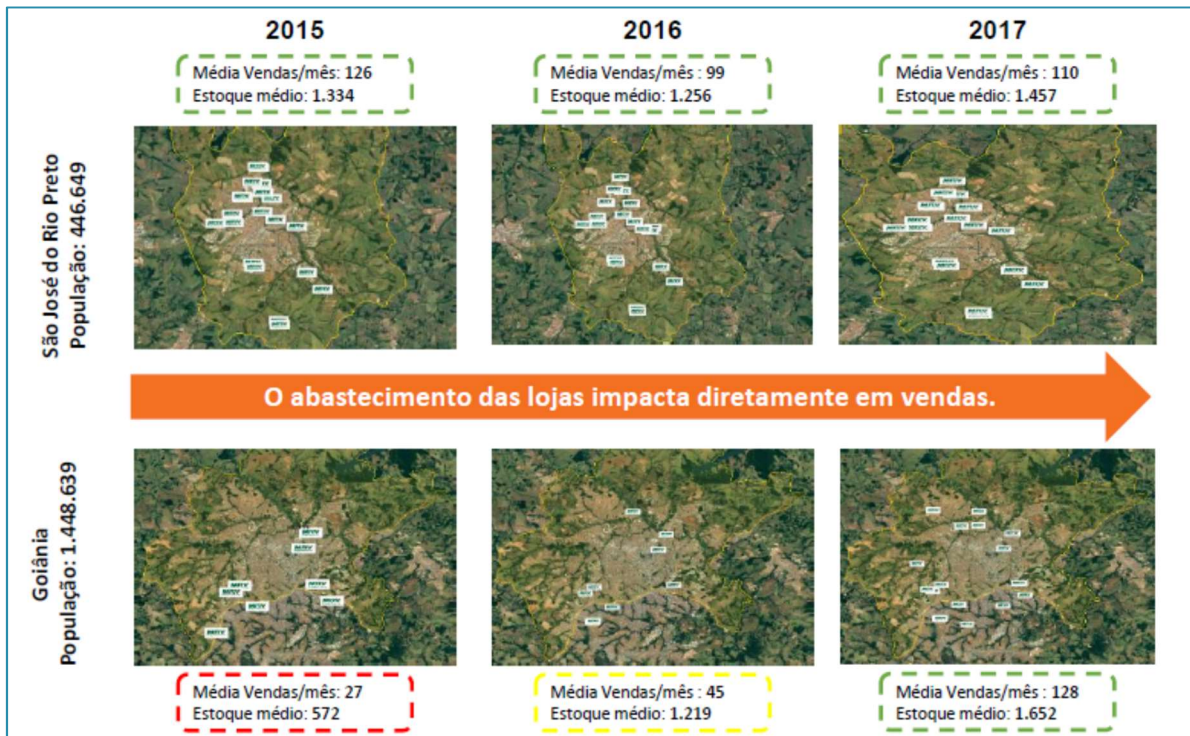 2015
2016
2017
Média Vendas/mês: 126
Estoque médio: 1.334
Média Vendas/mês : 99
Estoque médio: 1.256
Média Vendas/mês : 110
Estoque médio: 1.457
São José do Rio Preto
População: 446.649
O abastecimento das lojas impacta diretamente em vendas.
Goiânia
População: 1.448.639
Média Vendas/mês: 27
Estoque médio: 572
Média Vendas/mês : 45
Estoque médio: 1.219
Média Vendas/mês : 128
Estoque médio: 1.652